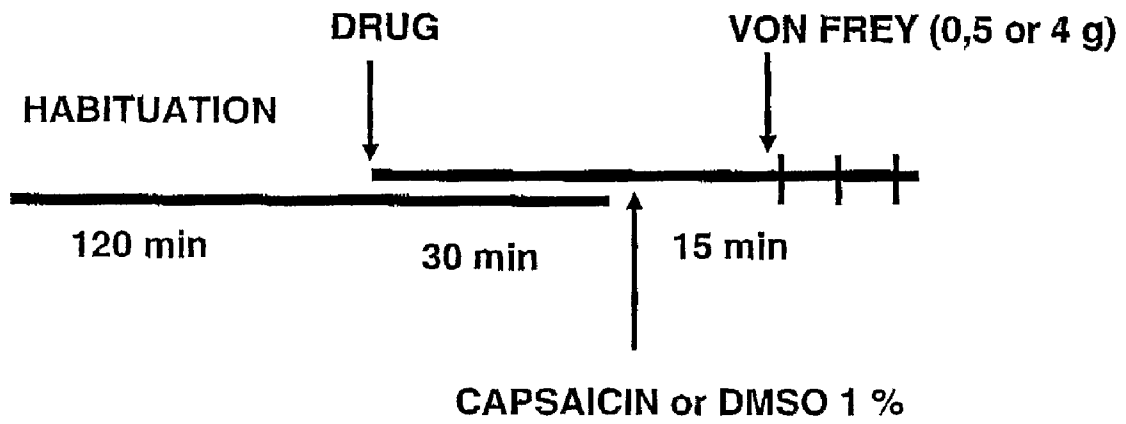 DRUG
VON FREY (0,5 or 4 g)
HABITUATION
120 min
30 min
15 min
CAPSAICIN or DMSO 1 %